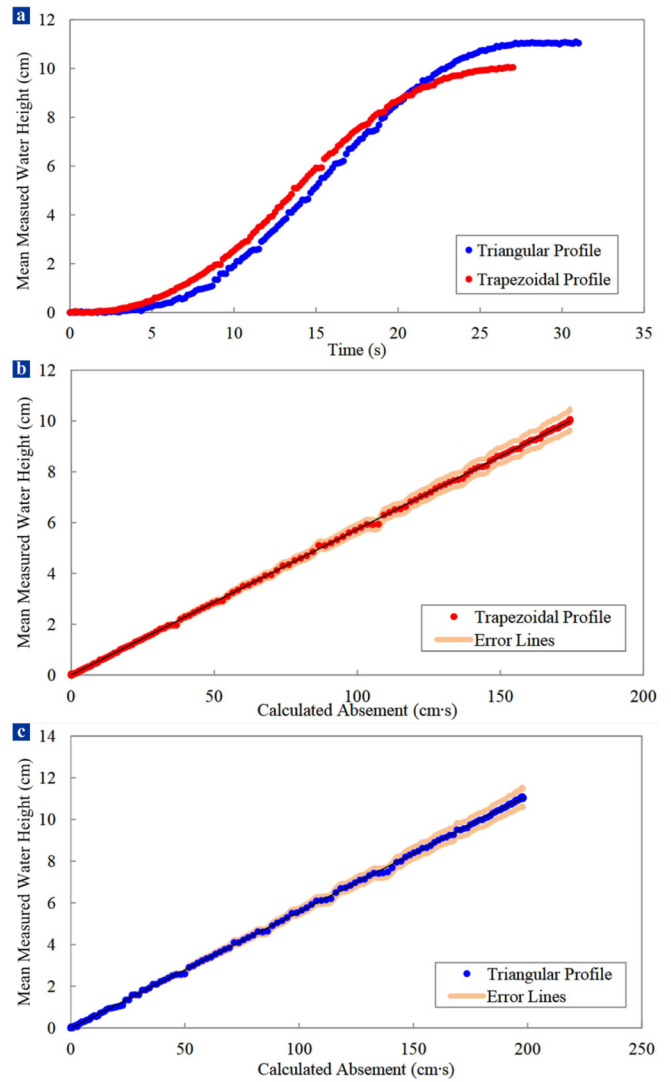 a
12
10
8
6
4
2
0
Mean Measued Water Height (cm)
Triangular Profile
Trapezoidal Profile
0 5 10 15 20 25 30 35
Time (s)
b
12
10
8
6
4
2
0
Mean Measured Water Height (cm)
Trapezoidal Profile
Error Lines
0 50 100 150 200
Calculated Absement (cm·s)
c
14
12
10
8
6
4
2
0
Mean Measured Water Height (cm)
Triangular Profile
Error Lines
0 50 100 150 200 250
Calculated Absement (cm·s)